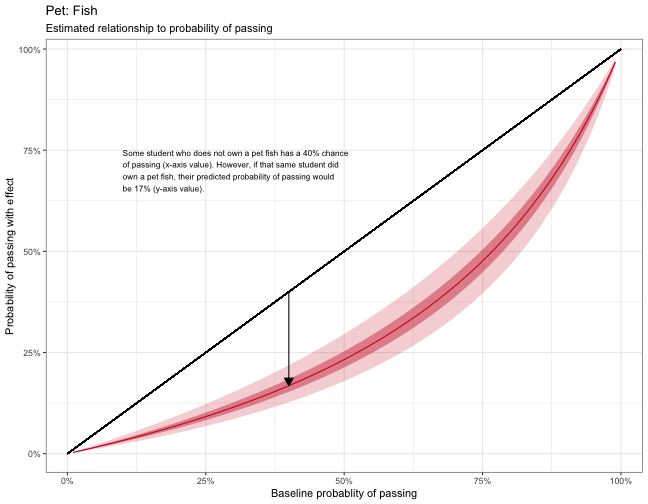 Pet: Fish
Estimated relationship to probability of passing
100%
75%
50%
25%
0%
Probability of passing with effect
Some student who does not own a pet fish has a 40% chance
of passing (x-axis value). However, if that same student did
own a pet fish, their predicted probability of passing would
be 17% (y-axis value).
0%
25%
50%
75%
100%
Baseline probablity of passing